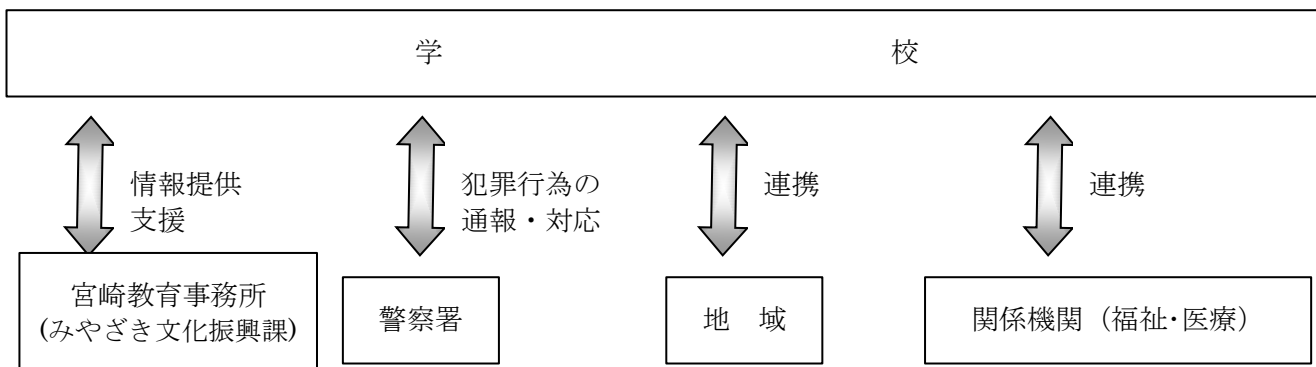 学 校
情報提供
支援
犯罪行為の
通報・対応
連携
連携
宮崎教育事務所
(みやざき文化振興課)
警察署
地 域
関係機関（福祉・医療）